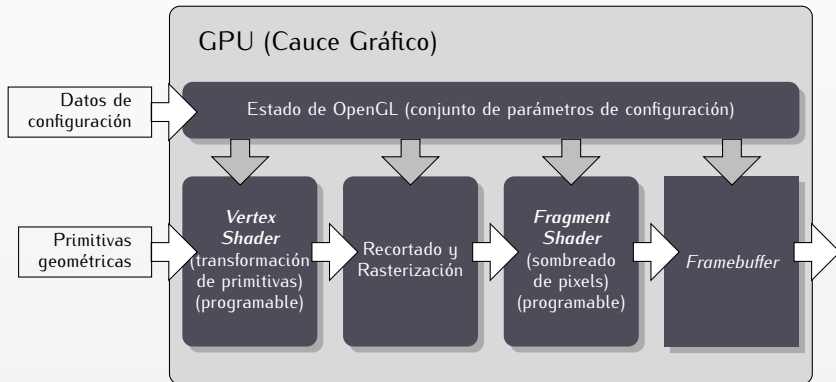 GPU (Cauce Gráfico)
Datos de
configuración
Estado de OpenGL (conjunto de parámetros de configuración)
Primitivas
geométricas
Vertex
Shader
(transformación
de primitivas)
(programable)
Recortado y
Rasterización
Fragment
Shader
(sombreado
de pixels)
(programable)
Framebuffer